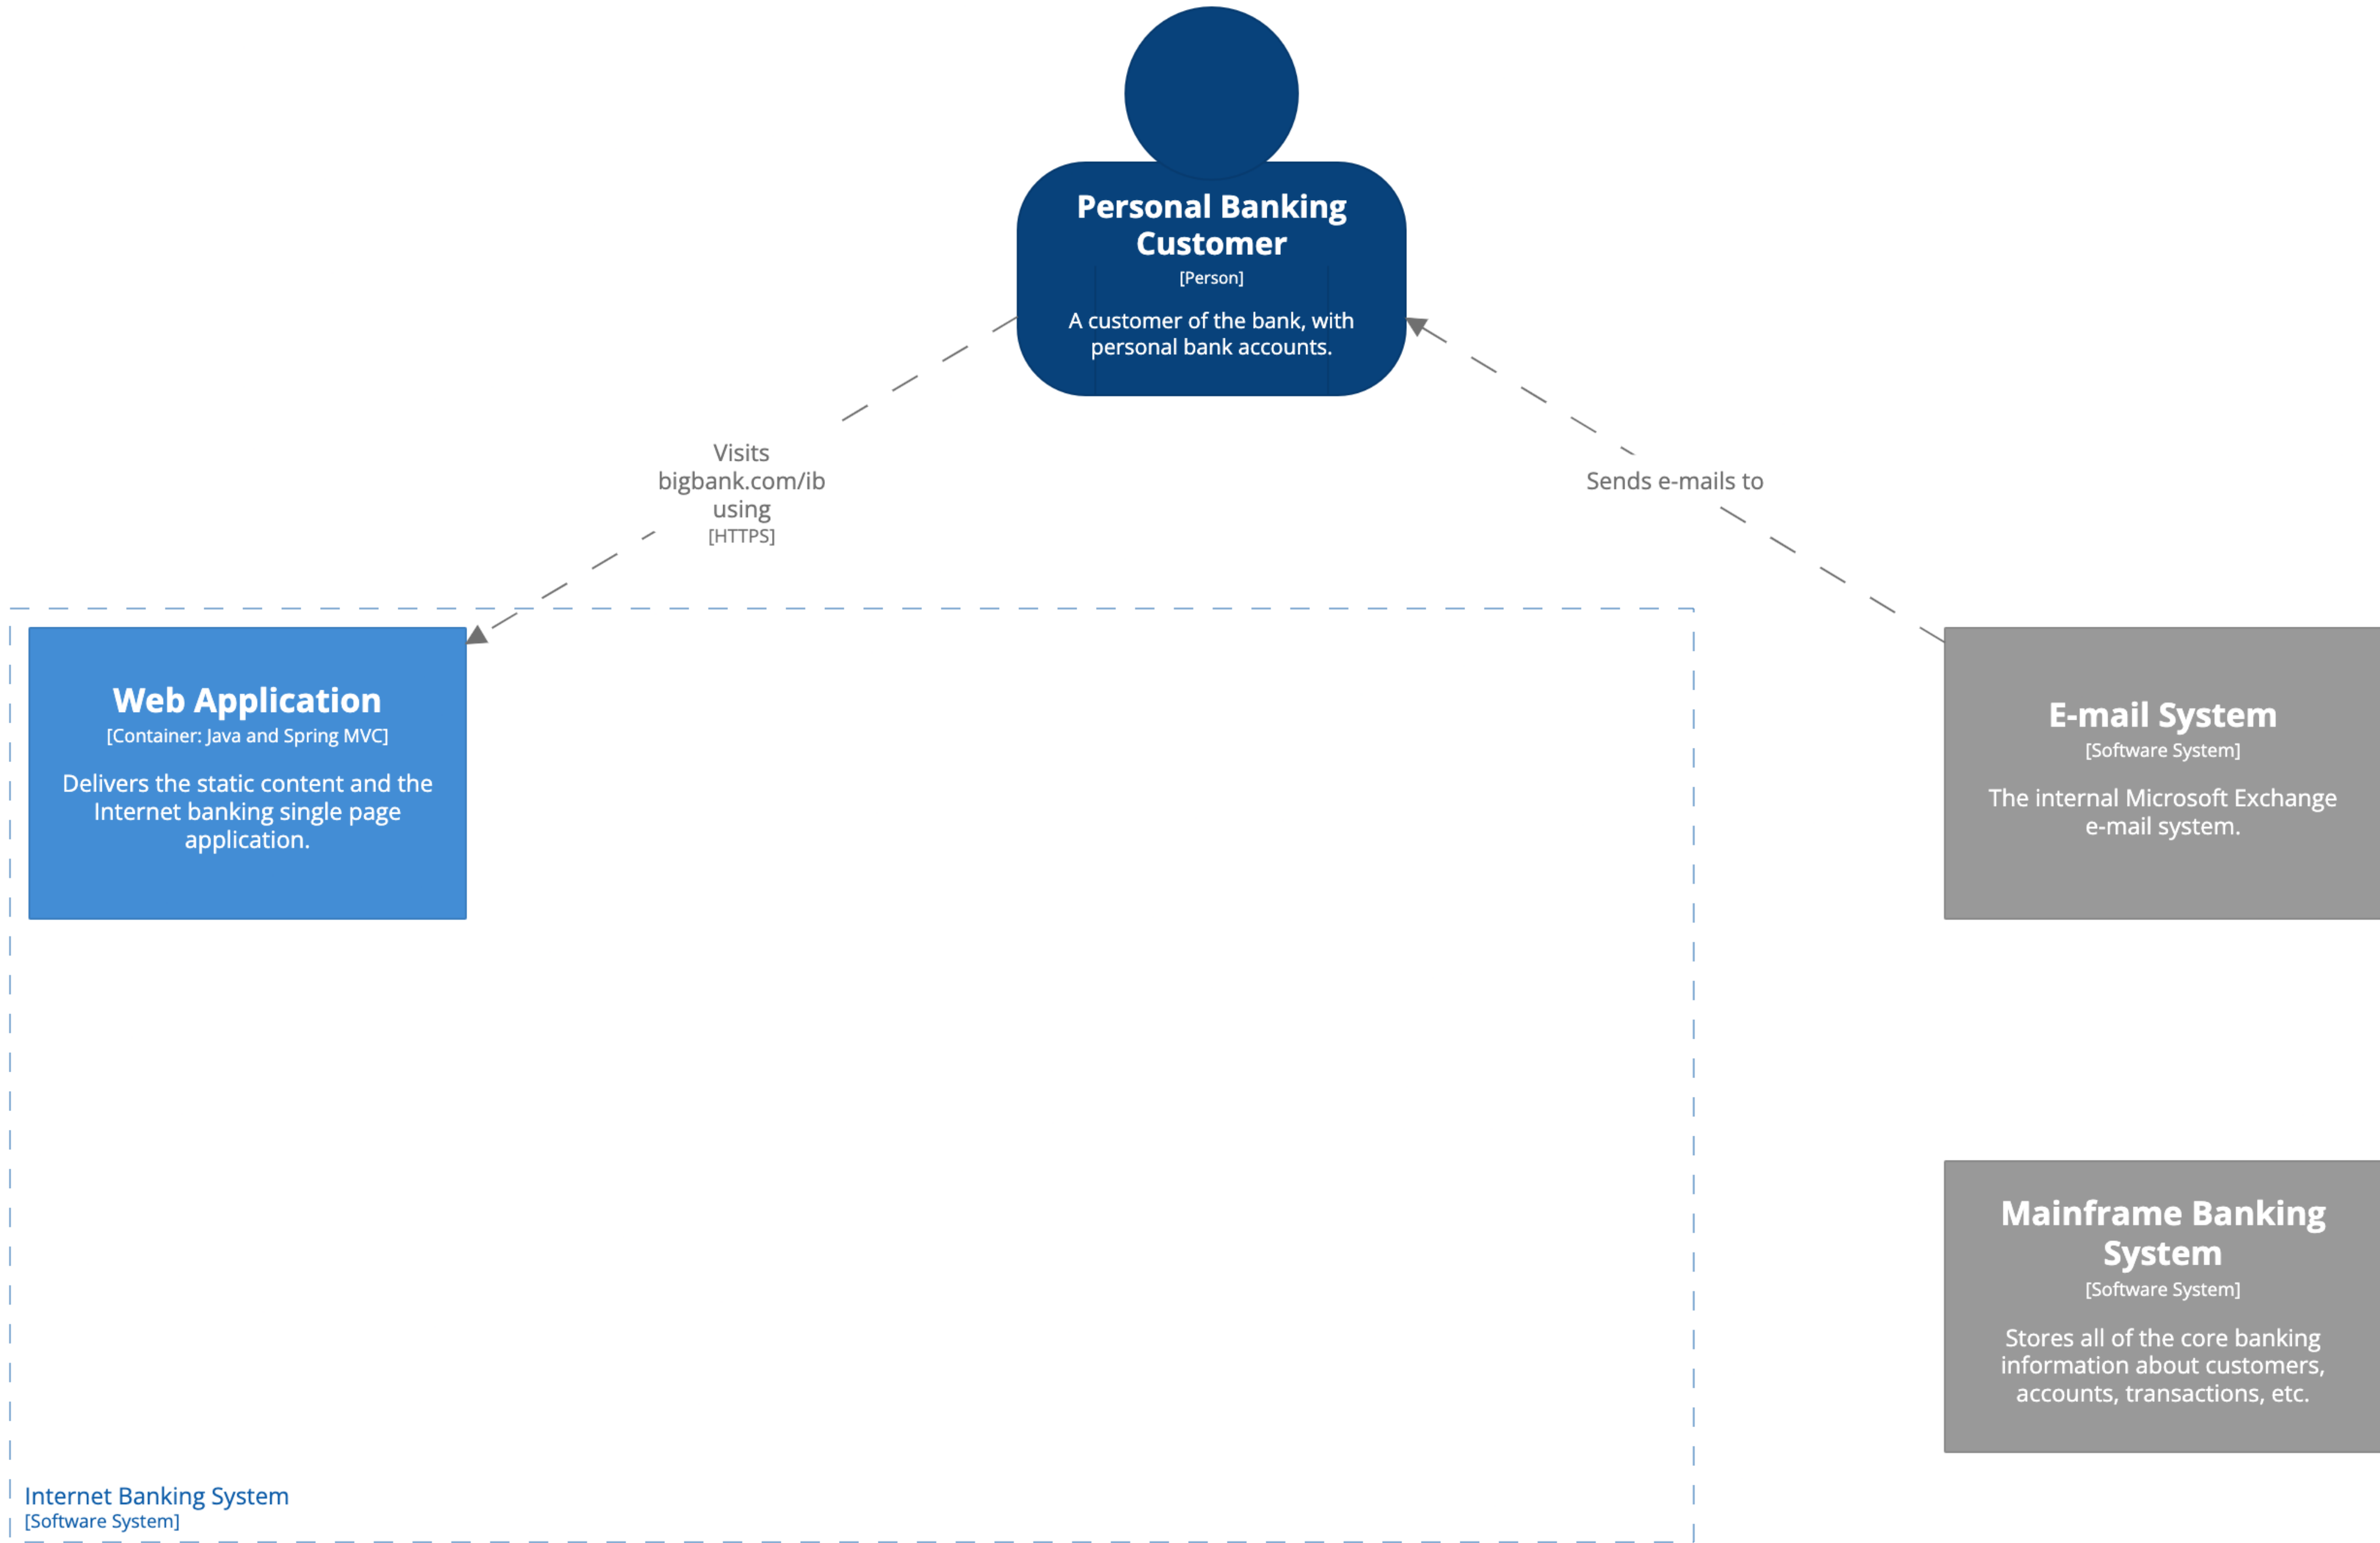 Personal Banking
Customer
[Person]
A customer of the bank, with
personal bank accounts.
Visits
bigbank.com/ib
using
[HTTPS]
Sends e-mails to
Web Application
[Container: Java and Spring MVC]
Delivers the static content and the
Internet banking single page
application.
E-mail System
[Software System]
The internal Microsoft Exchange
e-mail system.
Mainframe Banking
System
[Software System]
Stores all of the core banking
information about customers,
accounts, transactions, etc.
Internet Banking System
[Software System]